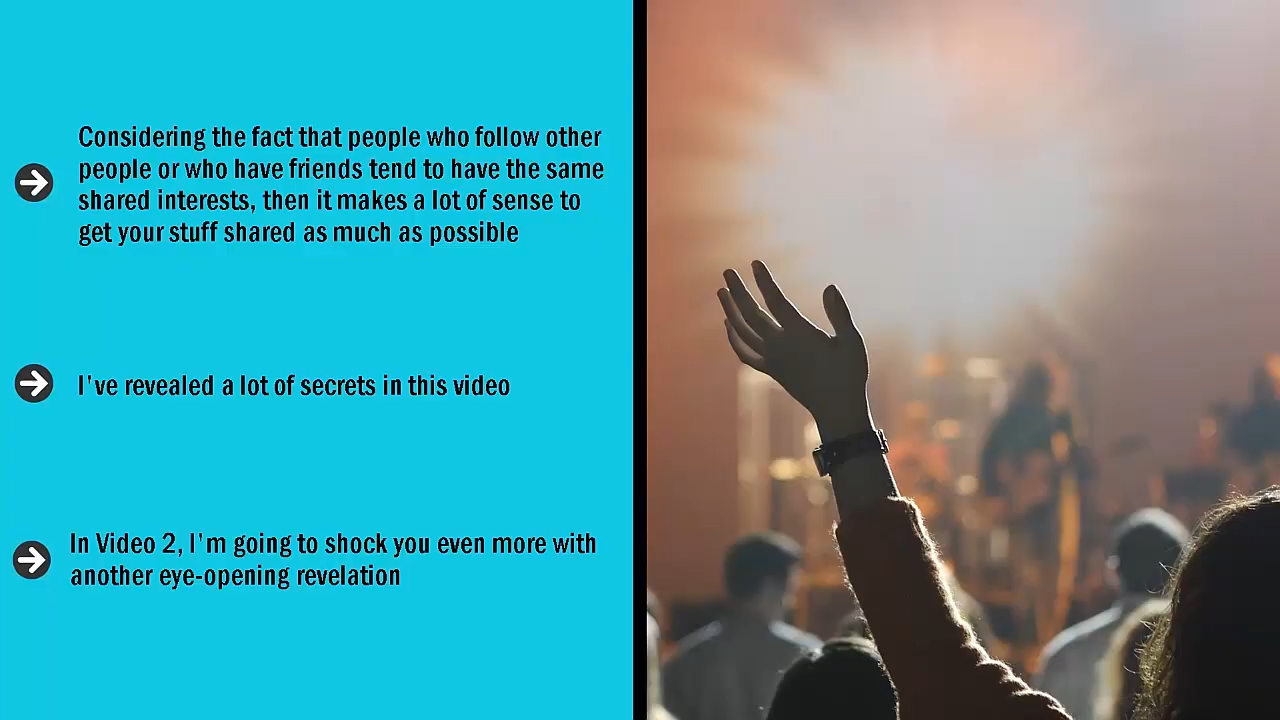 Considering the fact that people who follow other
people or who have friends tend to have the same
shared interests, then it makes a lot of sense to
get your stuff shared as much as possible
I've revealed a lot of secrets in this video
In Video 2, I'm going to shock you even more with
another eye-opening revelation